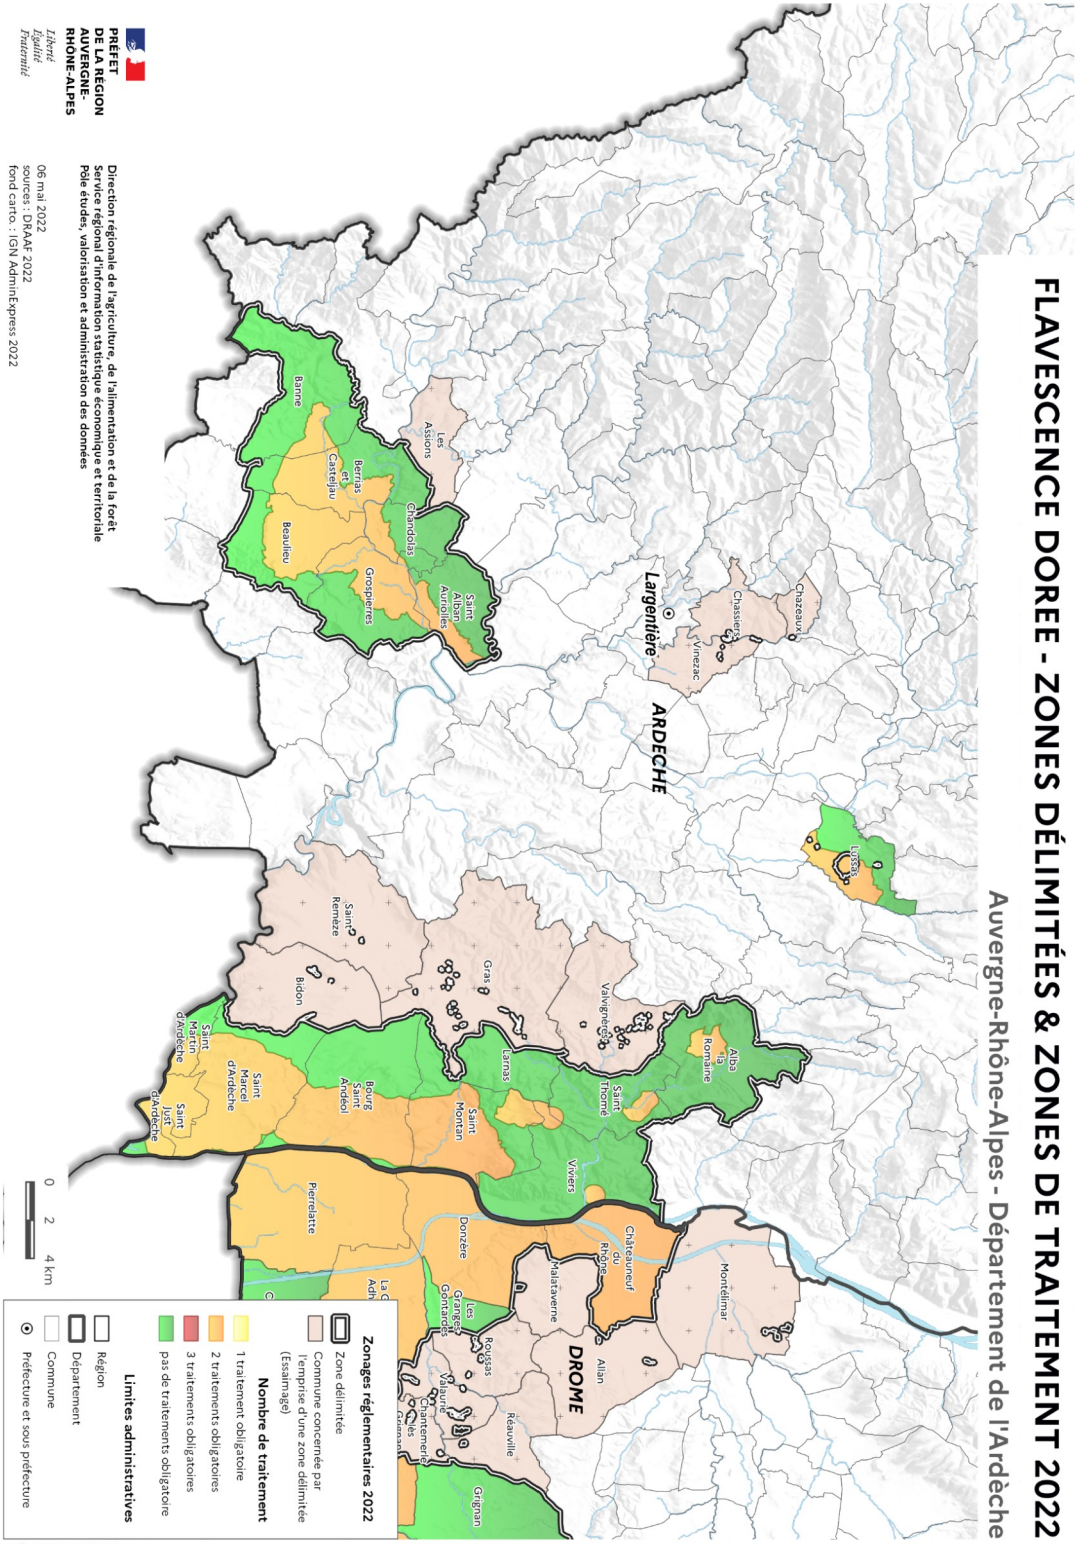 FLAVESCENCE DOREE - ZONES DÉLIMITÉES & ZONES DE TRAITEMENT 2022
Auvergne-Rhône-Alpes - Département de l'Ardèche
Chazeaux
Chassiers
Vinezac
Largentière
ARDECHE
Lussas
Les
Assions
Banne
Berrias
et
Casteljau
Chandolas
Beaulieu
Grospierres
Saint
Alban
Auriolles
Saint
Remèze
Bidon
Gras
Valvignères
Alba
la
Romaine
Saint
Thomé
Larnas
Viviers
Saint
Montan
Bourg
Saint
Andéol
Saint
Marcel
d'Ardèche
Saint
Martin
d'Ardèche
Saint
Just
d'Ardèche
Pierrelatte
Donzère
Châteauneuf
du
Rhône
Malataverne
Montélimar
Allan
DROME
Les
Granges
Gontardes
La G
Adh
C
Roussas
Valaurie
Réauville
Chantemerle
lès
Grignan
Grignan
PRÉFET
DE LA RÉGION
AUVERGNE-
RHÔNE-ALPES
Liberté
Égalité
Fraternité
Direction régionale de l'agriculture, de l'alimentation et de la forêt
Service régional d'information statistique économique et territoriale
Pôle études, valorisation et administration des données
06 mai 2022
sources : DRAAF 2022
fond carto. : IGN AdminExpress 2022
0 2 4 km
Zonages réglementaires 2022
Zone délimitée
Commune concernée par
l'emprise d'une zone délimitée
(Essaimage)
Nombre de traitement
1 traitement obligatoire
2 traitements obligatoires
3 traitements obligatoires
pas de traitements obligatoire
Limites administratives
Région
Département
Commune
Préfecture et sous préfecture